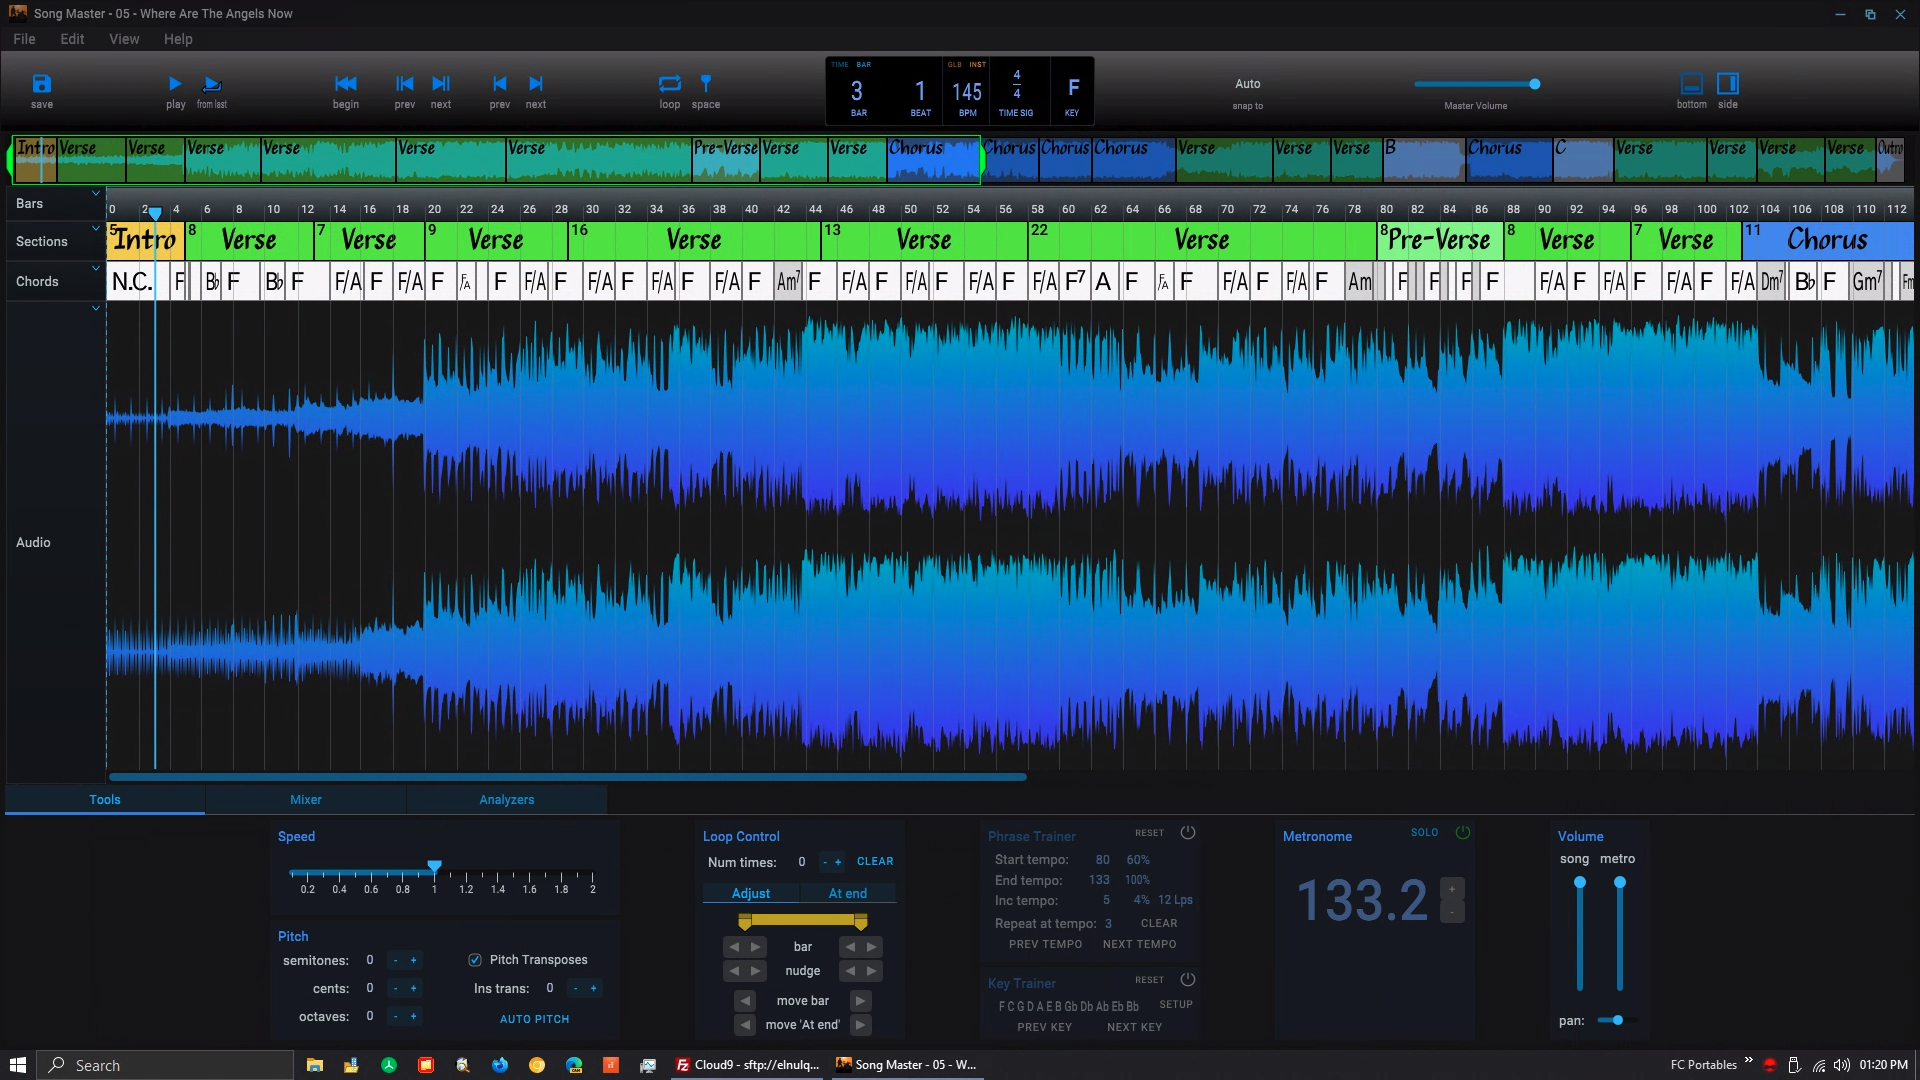 Song Master - 05 - Where Are The Angels Now
File Edit View Help
TIME BAR GLB INST
3 1 145 4/4 F
BAR BEAT BPM TIME SIG KEY
Auto
save play from last begin prev next prev next loop space snap to Master Volume bottom side
Intro Verse Verse Verse Verse Verse Verse Pre-Verse Verse Verse Chorus Chorus Chorus Chorus Verse Verse Verse B Chorus C Verse Verse Verse Verse Outro
Bars 0 2 4 6 8 10 12 14 16 18 20 22 24 26 28 30 32 34 36 38 40 42 44 46 48 50 52 54 56 58 60 62 64 66 68 70 72 74 76 78 80 82 84 86 88 90 92 94 96 98 100 102 104 106 108 110 112
Sections 5 Intro 8 Verse 7 Verse 9 Verse 16 Verse 13 Verse 22 Verse 8 Pre-Verse 8 Verse 7 Verse 11 Chorus
Chords N.C. F B♭ F B♭ F F/A F F/A F F/A F F/A F F/A F F/A F F/A F Am7 F F/A F F/A F F/A F F/A F7 A F F/A F F/A F F/A F Am F F F F F/A F F/A F F/A F F/A Dm7 B♭ F Gm7 Fm
Audio
Tools Mixer Analyzers
Speed
0.2 0.4 0.6 0.8 1 1.2 1.4 1.6 1.8 2
Pitch
semitones: 0 - + Pitch Transposes
cents: 0 - + Ins trans: 0 - +
octaves: 0 - + AUTO PITCH
Loop Control
Num times: 0 - + CLEAR
Adjust At end
bar
nudge
move bar
move 'At end'
Phrase Trainer RESET
Start tempo: 80 60%
End tempo: 133 100%
Inc tempo: 5 4% 12 Lps
Repeat at tempo: 3 CLEAR
PREV TEMPO NEXT TEMPO
Key Trainer RESET
F C G D A E B Gb Db Ab Eb Bb SETUP
PREV KEY NEXT KEY
Metronome SOLO
133.2 + -
Volume
song metro
pan:
Search Cloud9 - sftp://elnulq... Song Master - 05 - W... FC Portables 01:20 PM